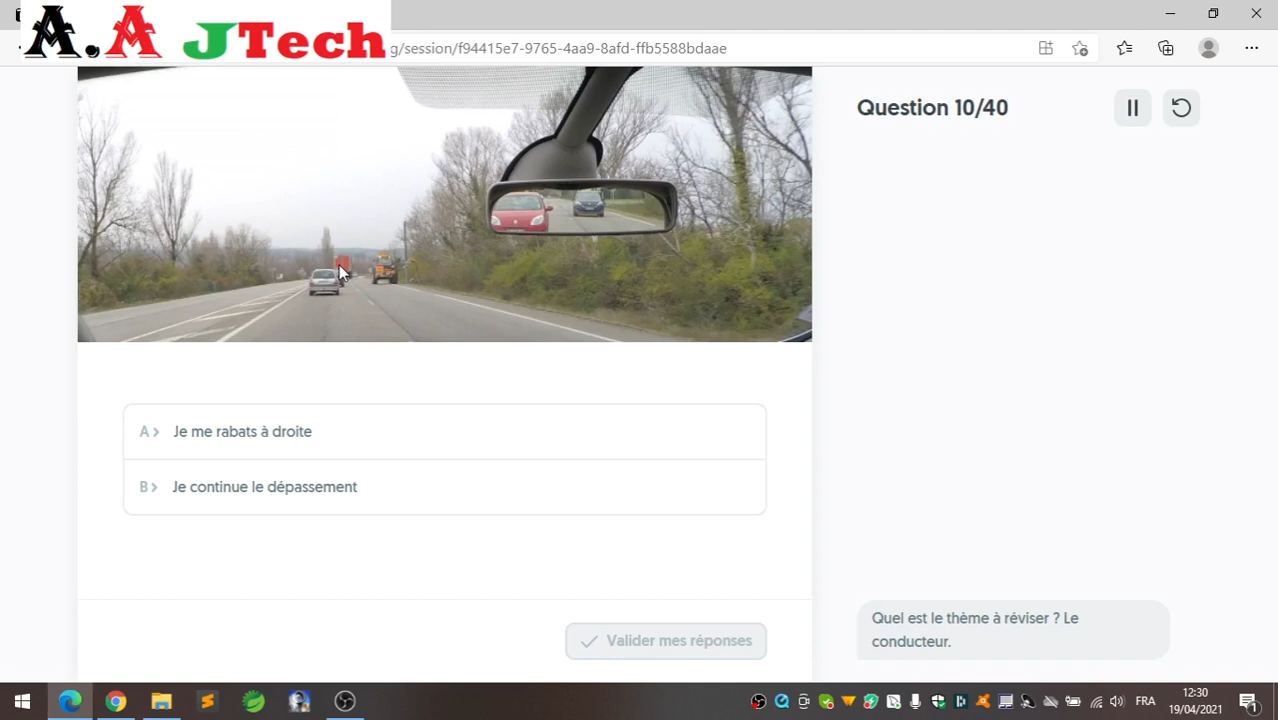 A.A JTech
g/session/f94415e7-9765-4aa9-8afd-ffb5588bdaae
Question 10/40
A
Je me rabats à droite
B
Je continue le dépassement
Valider mes réponses
Quel est le thème à réviser ? Le
conducteur.
FRA
12:30
19/04/2021
1